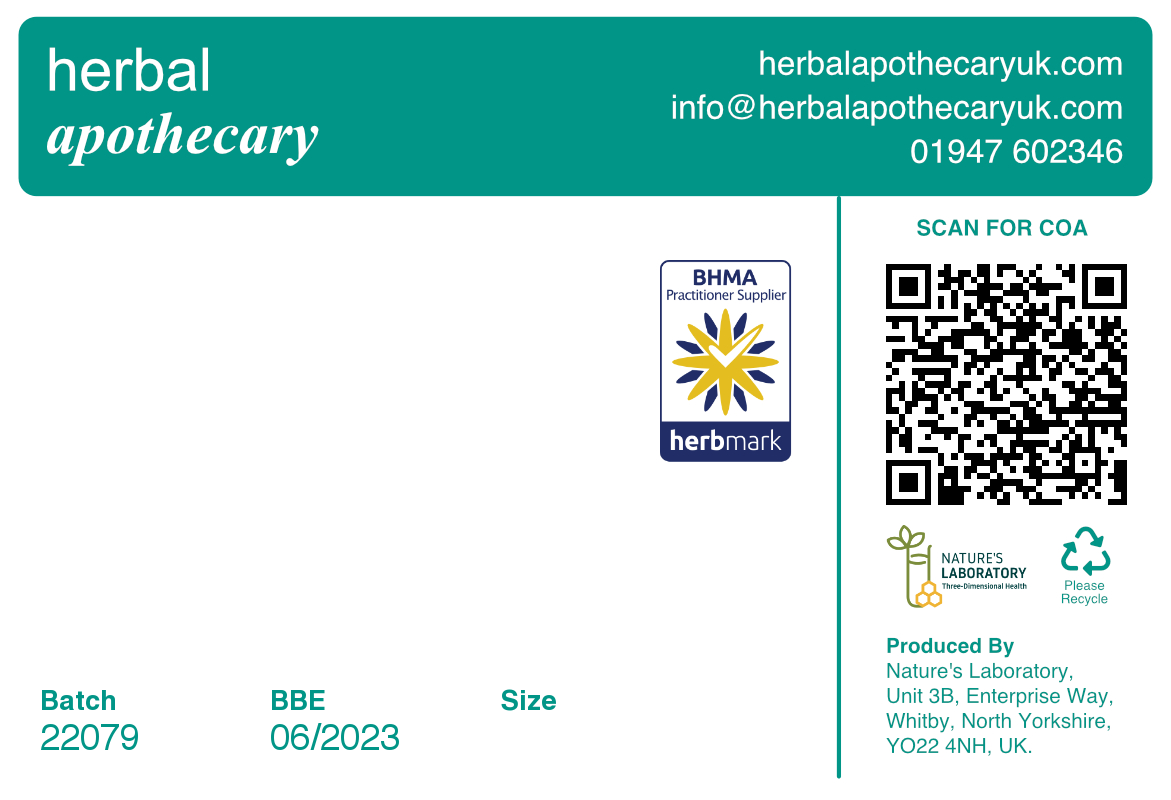 herbal
apothecary
herbalapothecaryuk.com
info@herbalapothecaryuk.com
01947 602346
BHMA
Practitioner Supplier
herbmark
SCAN FOR COA
NATURE'S
LABORATORY
Three-Dimensional Health
Please
Recycle
Produced By
Nature's Laboratory,
Unit 3B, Enterprise Way,
Whitby, North Yorkshire,
YO22 4NH, UK.
Batch
22079
BBE
06/2023
Size